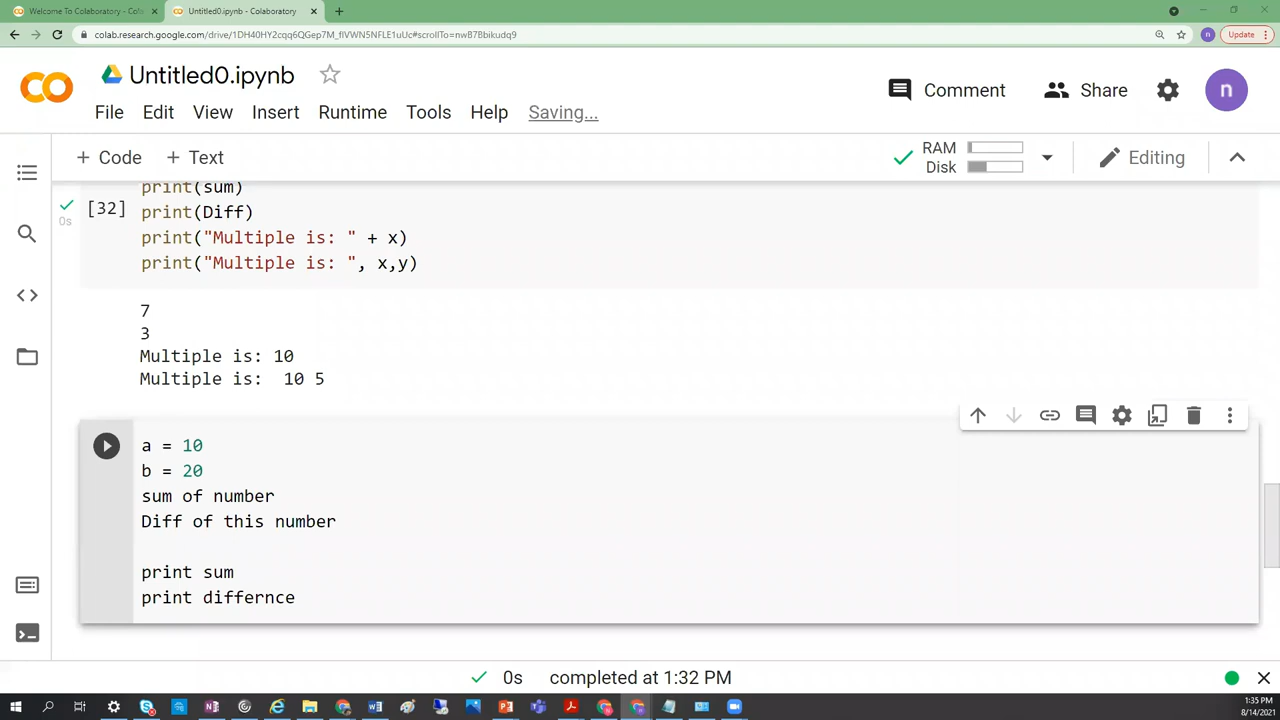 Welcome To Colaboratory - Cola
Untitled0.ipynb - Colaboratory
colab.research.google.com/drive/1DH40HY2cqq6QGep7M_fIVWN5NFLE1uUc#scrollTo=nwB7Bbikudq9
n
Update
Untitled0.ipynb
Comment
Share
n
File Edit View Insert Runtime Tools Help Saving...
+ Code + Text
RAM
Disk
Editing
print(sum)
[32]
0s
print(Diff)
print("Multiple is: " + x)
print("Multiple is: ", x,y)
7
3
Multiple is: 10
Multiple is:  10 5
a = 10
b = 20
sum of number
Diff of this number
print sum
print differnce
0s completed at 1:32 PM
1:35 PM
8/14/2021